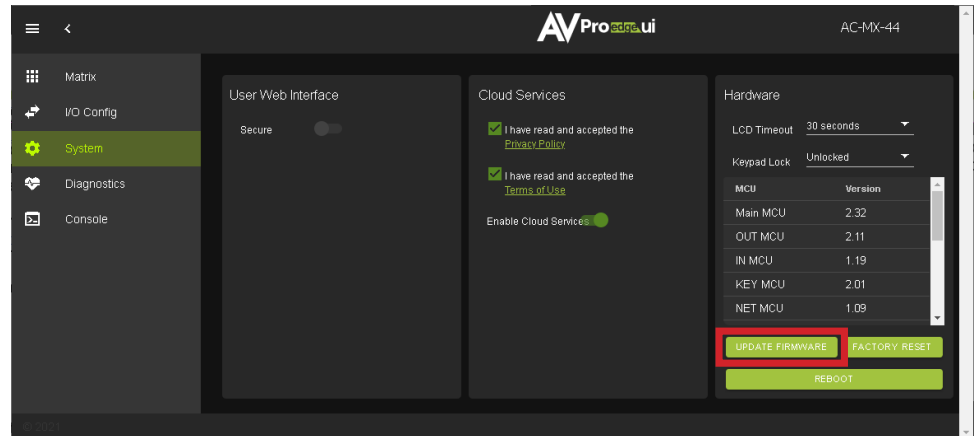 AVPro edge.ui
AC-MX-44
Matrix
I/O Config
System
Diagnostics
Console
User Web Interface
Secure
Cloud Services
I have read and accepted the
Privacy Policy
I have read and accepted the
Terms of Use
Enable Cloud Services
Hardware
LCD Timeout 30 seconds
Keypad Lock Unlocked
MCU Version
Main MCU 2.32
OUT MCU 2.11
IN MCU 1.19
KEY MCU 2.01
NET MCU 1.09
UPDATE FIRMWARE FACTORY RESET
REBOOT
© 2021